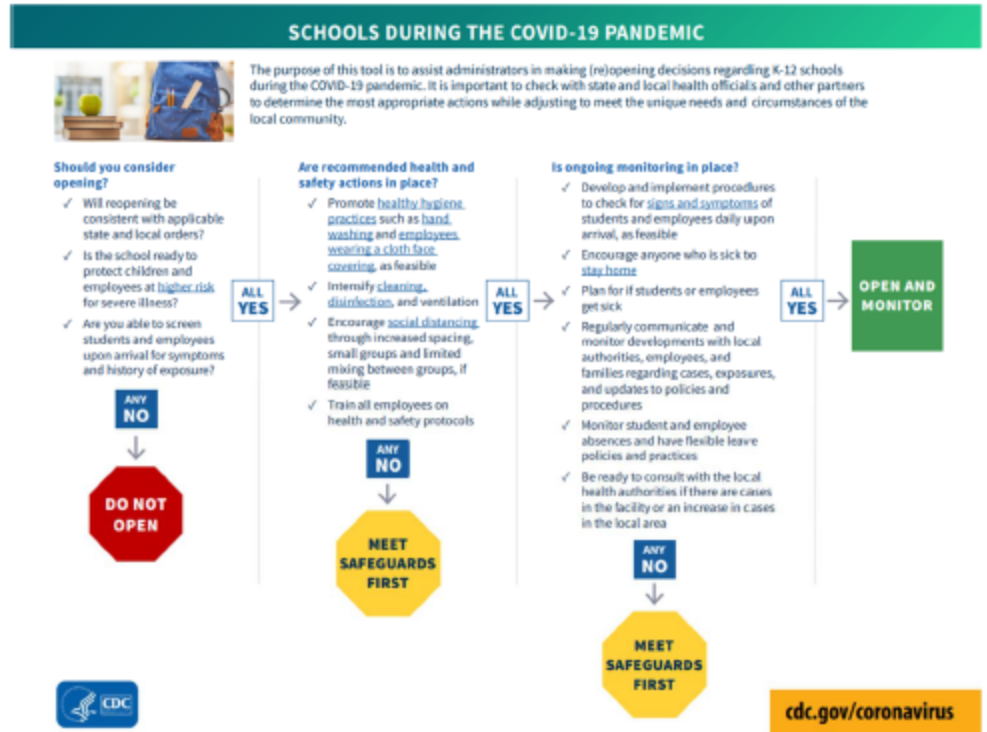 SCHOOLS DURING THE COVID-19 PANDEMIC
The purpose of this tool is to assist administrators in making (re)opening decisions regarding K-12 schools
during the COVID-19 pandemic. It is important to check with state and local health officials and other partners
to determine the most appropriate actions while adjusting to meet the unique needs and circumstances of the
local community.
Should you consider
opening?
✓ Will reopening be
consistent with applicable
state and local orders?
✓ Is the school ready to
protect children and
employees at higher risk
for severe illness?
✓ Are you able to screen
students and employees
upon arrival for symptoms
and history of exposure?
ANY
NO
DO NOT
OPEN
ALL
YES
Are recommended health and
safety actions in place?
✓ Promote healthy hygiene
practices such as hand
washing and employees
wearing a cloth face
covering, as feasible
✓ Intensify cleaning,
disinfection, and ventilation
✓ Encourage social distancing
through increased spacing,
small groups and limited
mixing between groups, if
feasible
✓ Train all employees on
health and safety protocols
ANY
NO
MEET
SAFEGUARDS
FIRST
ALL
YES
Is ongoing monitoring in place?
✓ Develop and implement procedures
to check for signs and symptoms of
students and employees daily upon
arrival, as feasible
✓ Encourage anyone who is sick to
stay home
✓ Plan for if students or employees
get sick
✓ Regularly communicate and
monitor developments with local
authorities, employees, and
families regarding cases, exposures,
and updates to policies and
procedures
✓ Monitor student and employee
absences and have flexible leave
policies and practices
✓ Be ready to consult with the local
health authorities if there are cases
in the facility or an increase in cases
in the local area
ANY
NO
MEET
SAFEGUARDS
FIRST
ALL
YES
OPEN AND
MONITOR
CDC
cdc.gov/coronavirus